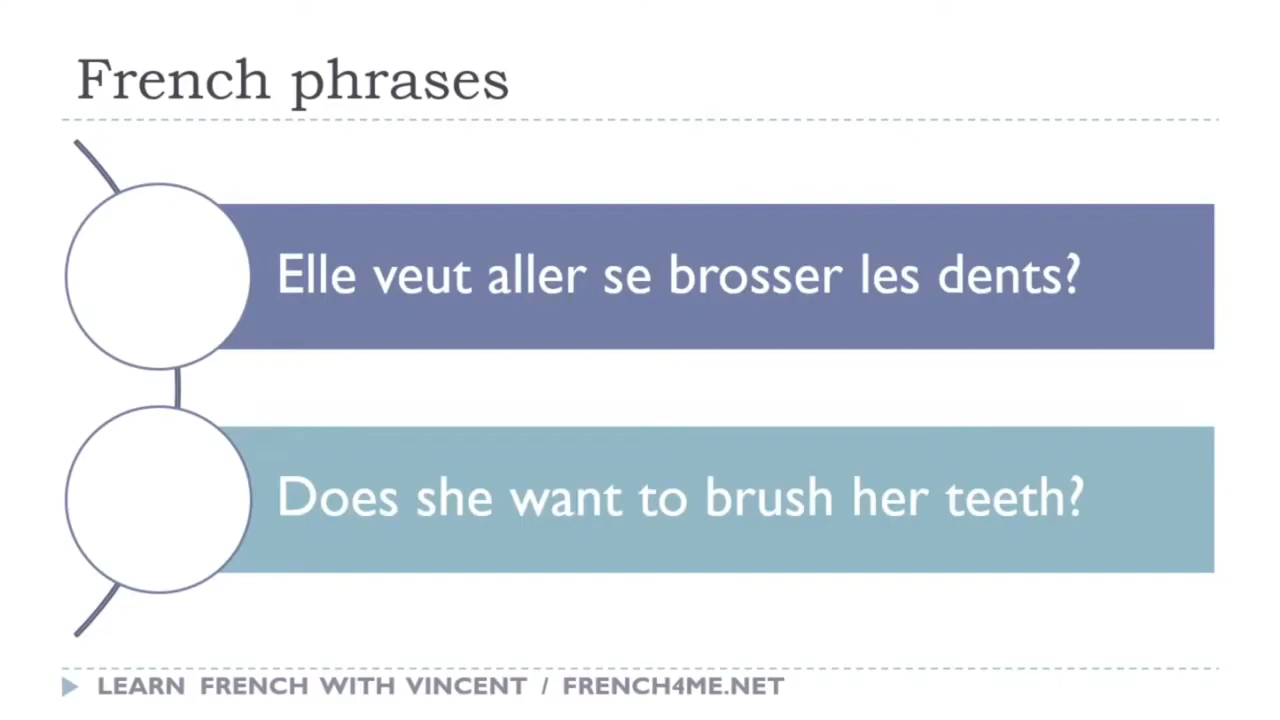 French phrases
Elle veut aller se brosser les dents?
Does she want to brush her teeth?
LEARN FRENCH WITH VINCENT / FRENCH4ME.NET